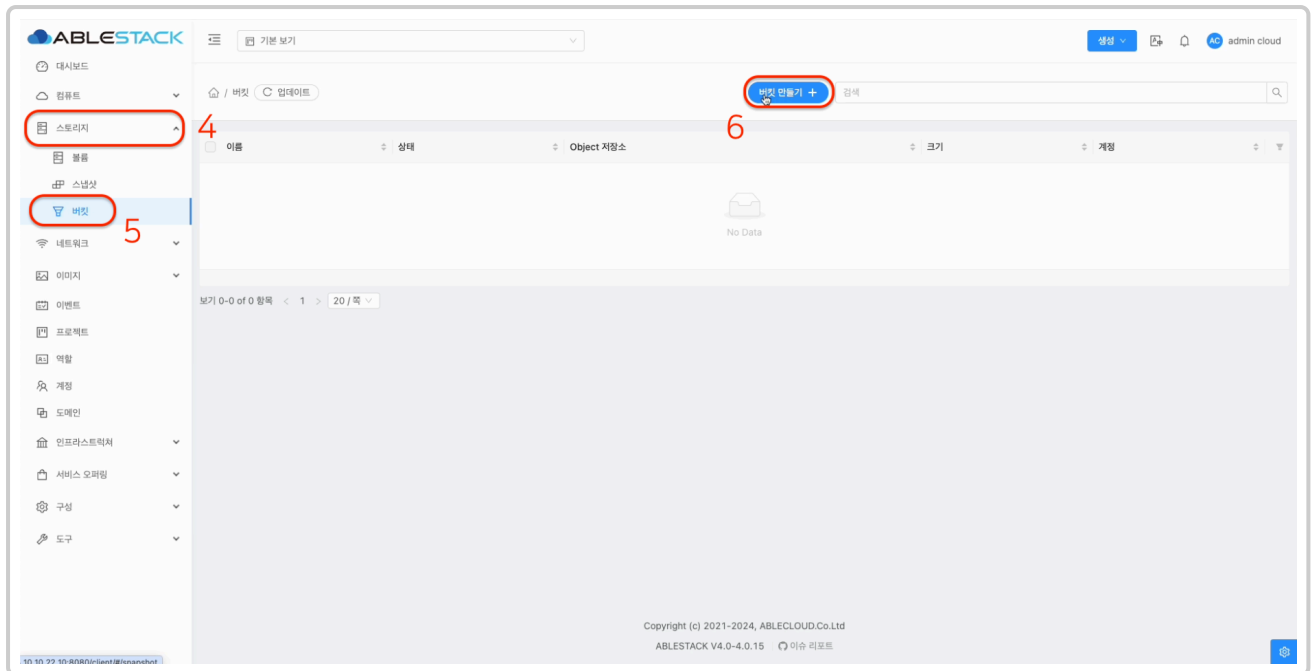 ABLESTACK
기본 보기
생성
AC admin cloud
대시보드
컴퓨트
/ 버킷 업데이트
버킷 만들기 +
검색
스토리지
4
6
이름 상태 Object 저장소 크기 계정
볼륨
스냅샷
버킷
5
No Data
네트워크
이미지
이벤트
보기 0-0 of 0 항목 < 1 > 20 / 쪽
프로젝트
역할
계정
도메인
인프라스트럭쳐
서비스 오퍼링
구성
도구
Copyright (c) 2021-2024, ABLECLOUD.Co.Ltd
ABLESTACK V4.0-4.0.15 이슈 리포트
10.10.22.10:8080/client/#/snapshot